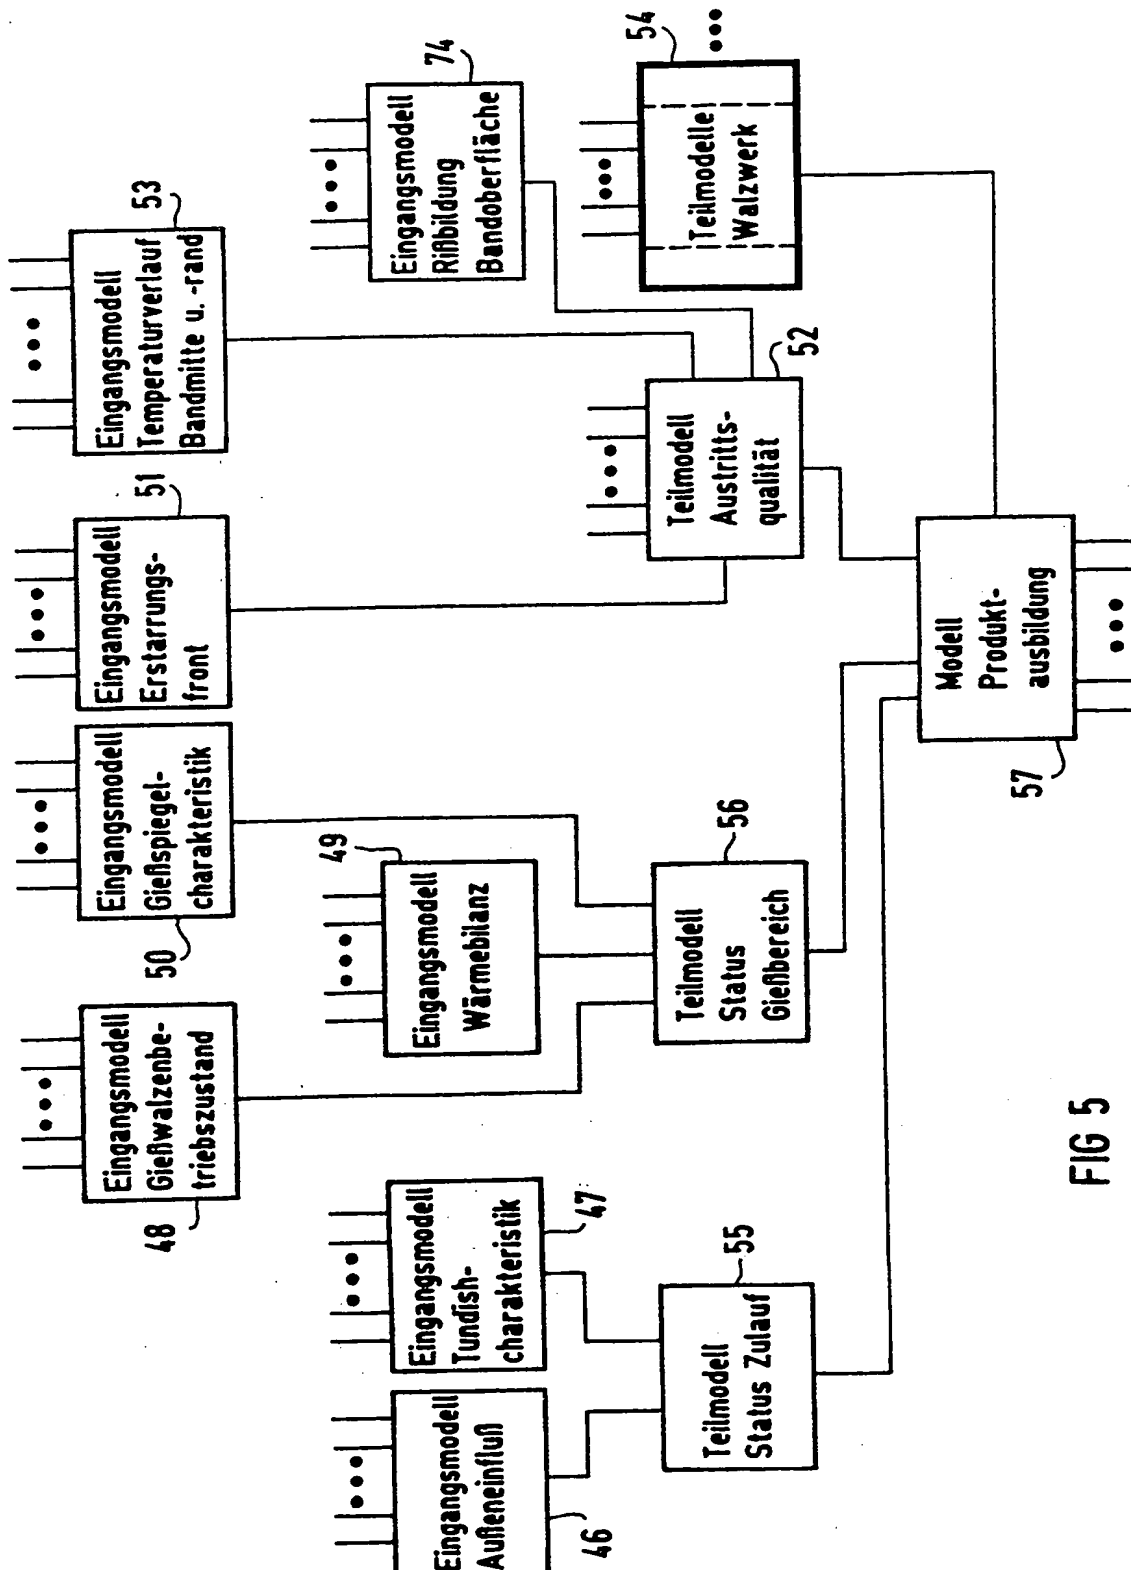 Eingangsmodell
Außeneinfluß
46
Eingangsmodell
Tundish-
charakteristik
47
Eingangsmodell
Gießwalzenbe-
triebszustand
48
Eingangsmodell
Wärmebilanz
49
Eingangsmodell
Gießspiegel-
charakteristik
50
Eingangsmodell
Erstarrungs-
front
51
Eingangsmodell
Temperaturverlauf
Bandmitte u. -rand
53
Eingangsmodell
Rißbildung
Bandoberfläche
74
Teilmodell
Status Zulauf
55
Teilmodell
Status
Gießbereich
56
Teilmodell
Austritts-
qualität
52
Teilmodelle
Walzwerk
54
Modell
Produkt-
ausbildung
57
FIG 5